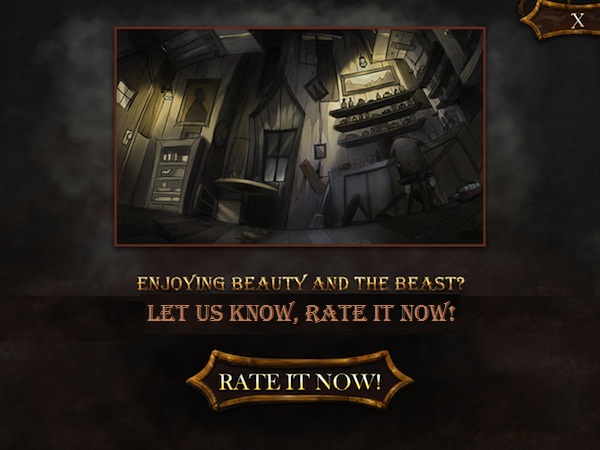 X
ENJOYING BEAUTY AND THE BEAST?
LET US KNOW, RATE IT NOW!
RATE IT NOW!